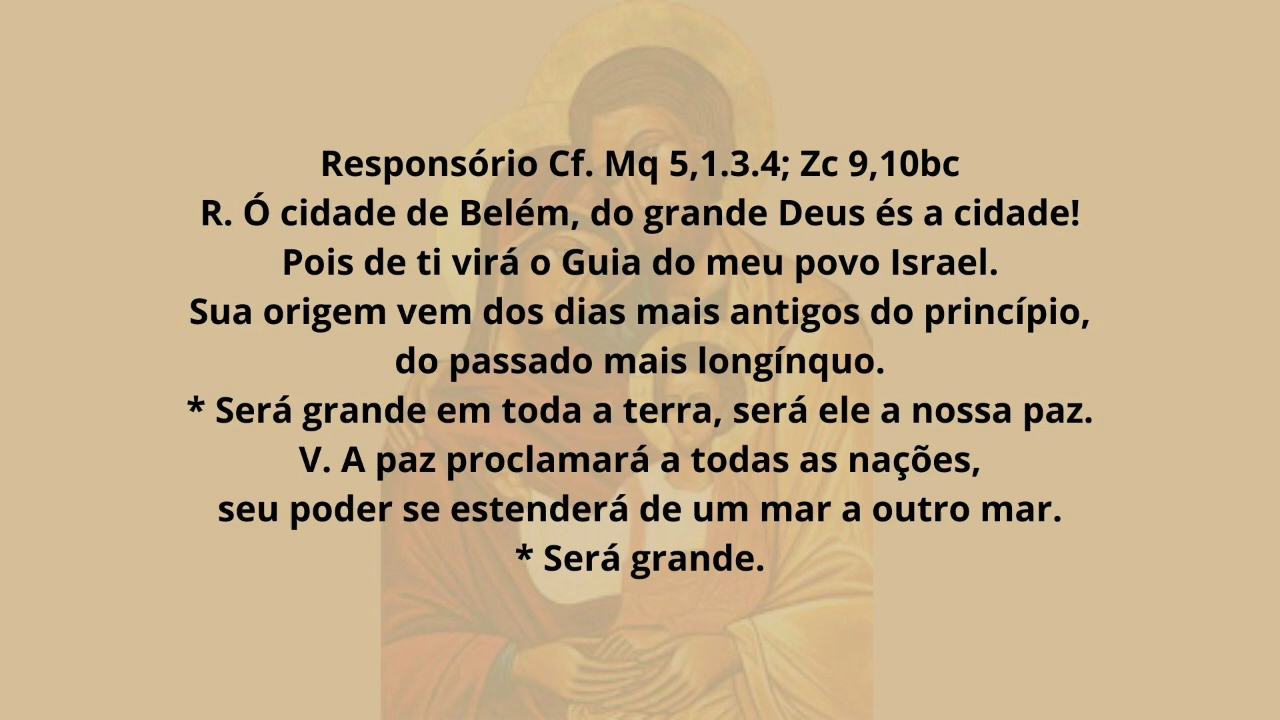 Responsório Cf. Mq 5,1.3.4; Zc 9,10bc
R. Ó cidade de Belém, do grande Deus és a cidade!
Pois de ti virá o Guia do meu povo Israel.
Sua origem vem dos dias mais antigos do princípio,
do passado mais longínquo.
* Será grande em toda a terra, será ele a nossa paz.
V. A paz proclamará a todas as nações,
seu poder se estenderá de um mar a outro mar.
* Será grande.